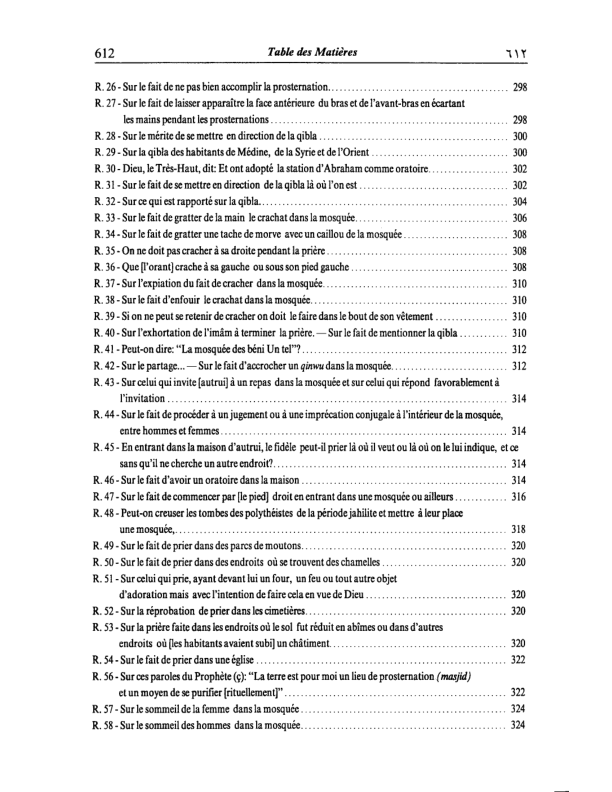 612 Table des Matières ٦١٢
R. 26 - Sur le fait de ne pas bien accomplir la prosternation. 298
R. 27 - Sur le fait de laisser apparaître la face antérieure du bras et de l'avant-bras en écartant
les mains pendant les prosternations 298
R. 28 - Sur le mérite de se mettre en direction de la qibla 300
R. 29 - Sur la qibla des habitants de Médine, de la Syrie et de l'Orient 300
R. 30 - Dieu, le Très-Haut, dit: Et ont adopté la station d'Abraham comme oratoire. 302
R. 31 - Sur le fait de se mettre en direction de la qibla là où l'on est 302
R. 32 - Sur ce qui est rapporté sur la qibla. 304
R. 33 - Sur le fait de gratter de la main le crachat dans la mosquée. 306
R. 34 - Sur le fait de gratter une tache de morve avec un caillou de la mosquée 308
R. 35 - On ne doit pas cracher à sa droite pendant la prière 308
R. 36 - Que [l'orant] crache à sa gauche ou sous son pied gauche 308
R. 37 - Sur l'expiation du fait de cracher dans la mosquée. 310
R. 38 - Sur le fait d'enfouir le crachat dans la mosquée. 310
R. 39 - Si on ne peut se retenir de cracher on doit le faire dans le bout de son vêtement 310
R. 40 - Sur l'exhortation de l'imâm à terminer la prière. — Sur le fait de mentionner la qibla 310
R. 41 - Peut-on dire: "La mosquée des béni Un tel"? 312
R. 42 - Sur le partage... — Sur le fait d'accrocher un qinwu dans la mosquée. 312
R. 43 - Sur celui qui invite [autrui] à un repas dans la mosquée et sur celui qui répond favorablement à
l'invitation 314
R. 44 - Sur le fait de procéder à un jugement ou à une imprécation conjugale à l'intérieur de la mosquée,
entre hommes et femmes 314
R. 45 - En entrant dans la maison d'autrui, le fidèle peut-il prier là où il veut ou là où on le lui indique, et ce
sans qu'il ne cherche un autre endroit?. 314
R. 46 - Sur le fait d'avoir un oratoire dans la maison 314
R. 47 - Sur le fait de commencer par [le pied] droit en entrant dans une mosquée ou ailleurs 316
R. 48 - Peut-on creuser les tombes des polythéistes de la période jahilite et mettre à leur place
une mosquée, 318
R. 49 - Sur le fait de prier dans des parcs de moutons. 320
R. 50 - Sur le fait de prier dans des endroits où se trouvent des chamelles 320
R. 51 - Sur celui qui prie, ayant devant lui un four, un feu ou tout autre objet
d'adoration mais avec l'intention de faire cela en vue de Dieu 320
R. 52 - Sur la réprobation de prier dans les cimetières. 320
R. 53 - Sur la prière faite dans les endroits où le sol fut réduit en abîmes ou dans d'autres
endroits où [les habitants avaient subi] un châtiment. 320
R. 54 - Sur le fait de prier dans une église 322
R. 56 - Sur ces paroles du Prophète (ç): "La terre est pour moi un lieu de prosternation (masjid)
et un moyen de se purifier [rituellement]" 322
R. 57 - Sur le sommeil de la femme dans la mosquée 324
R. 58 - Sur le sommeil des hommes dans la mosquée. 324